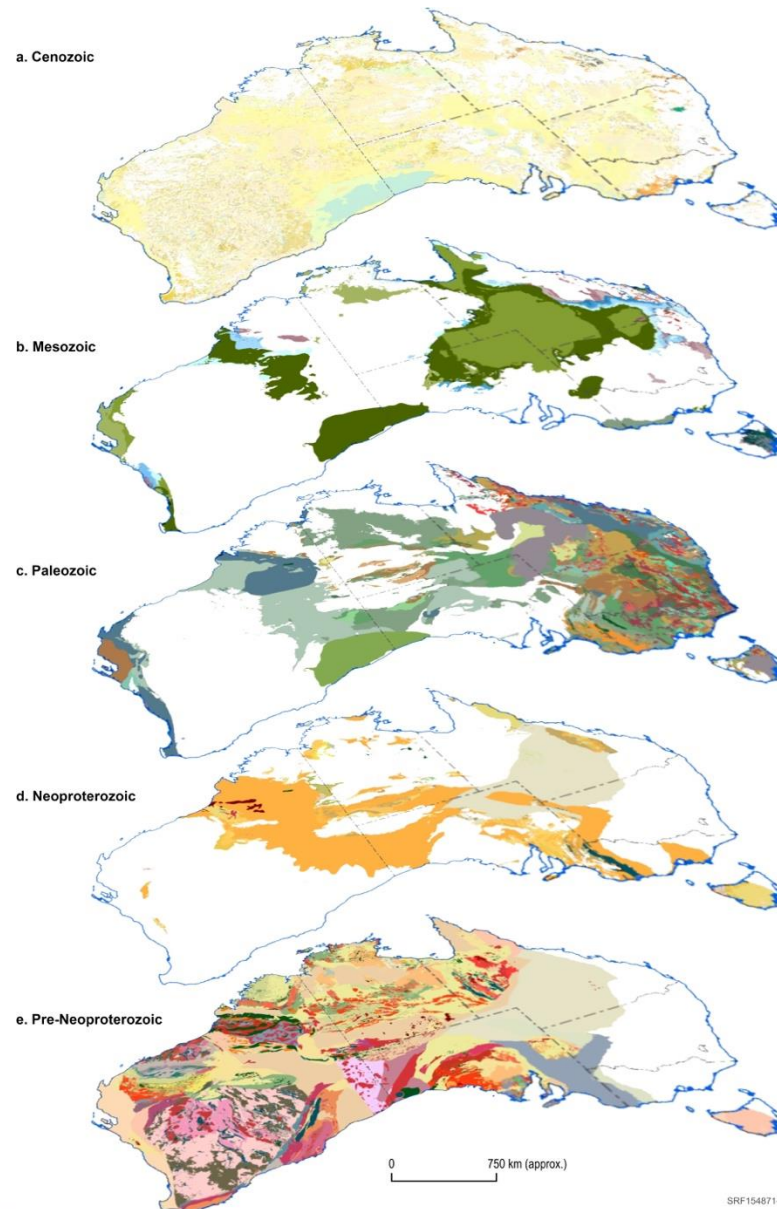 a. Cenozoic
b. Mesozoic
c. Paleozoic
d. Neoproterozoic
e. Pre-Neoproterozoic
0 750 km (approx.)
SRF154871